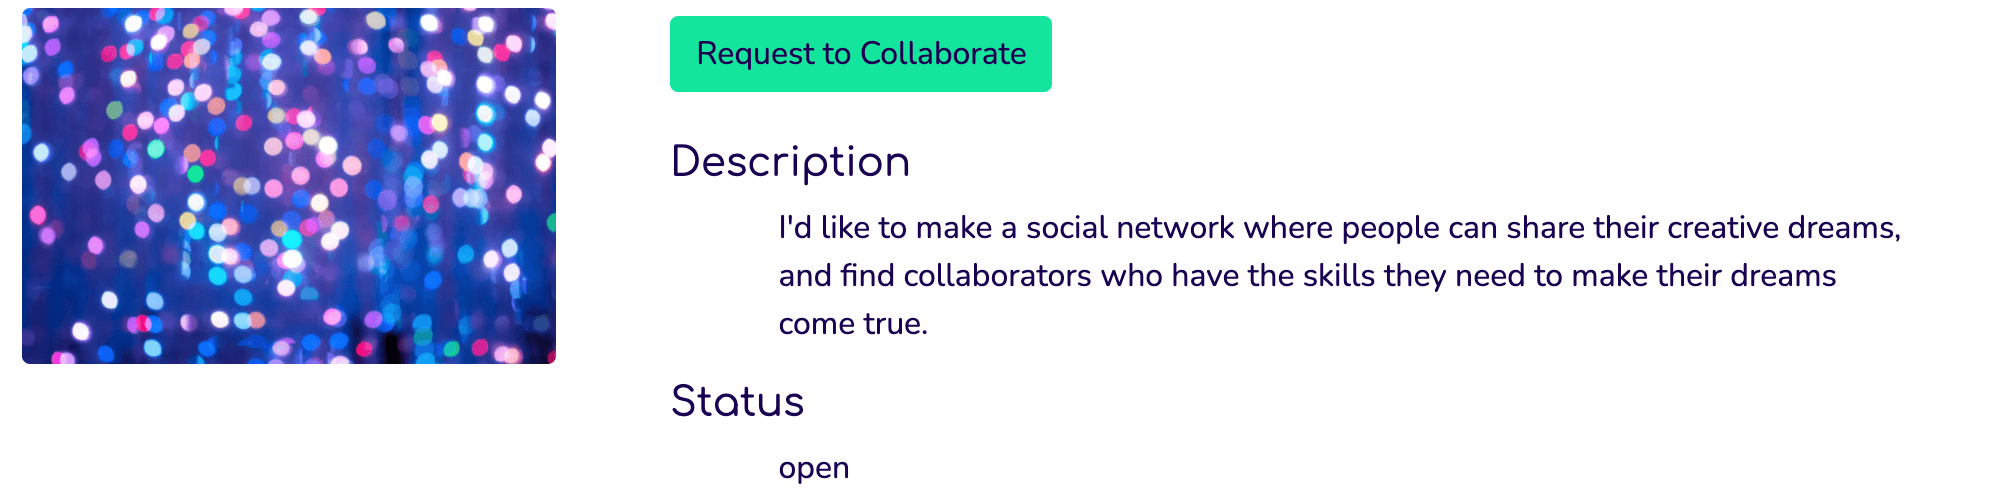 Request to Collaborate
Description
I'd like to make a social network where people can share their creative dreams,
and find collaborators who have the skills they need to make their dreams
come true.
Status
open